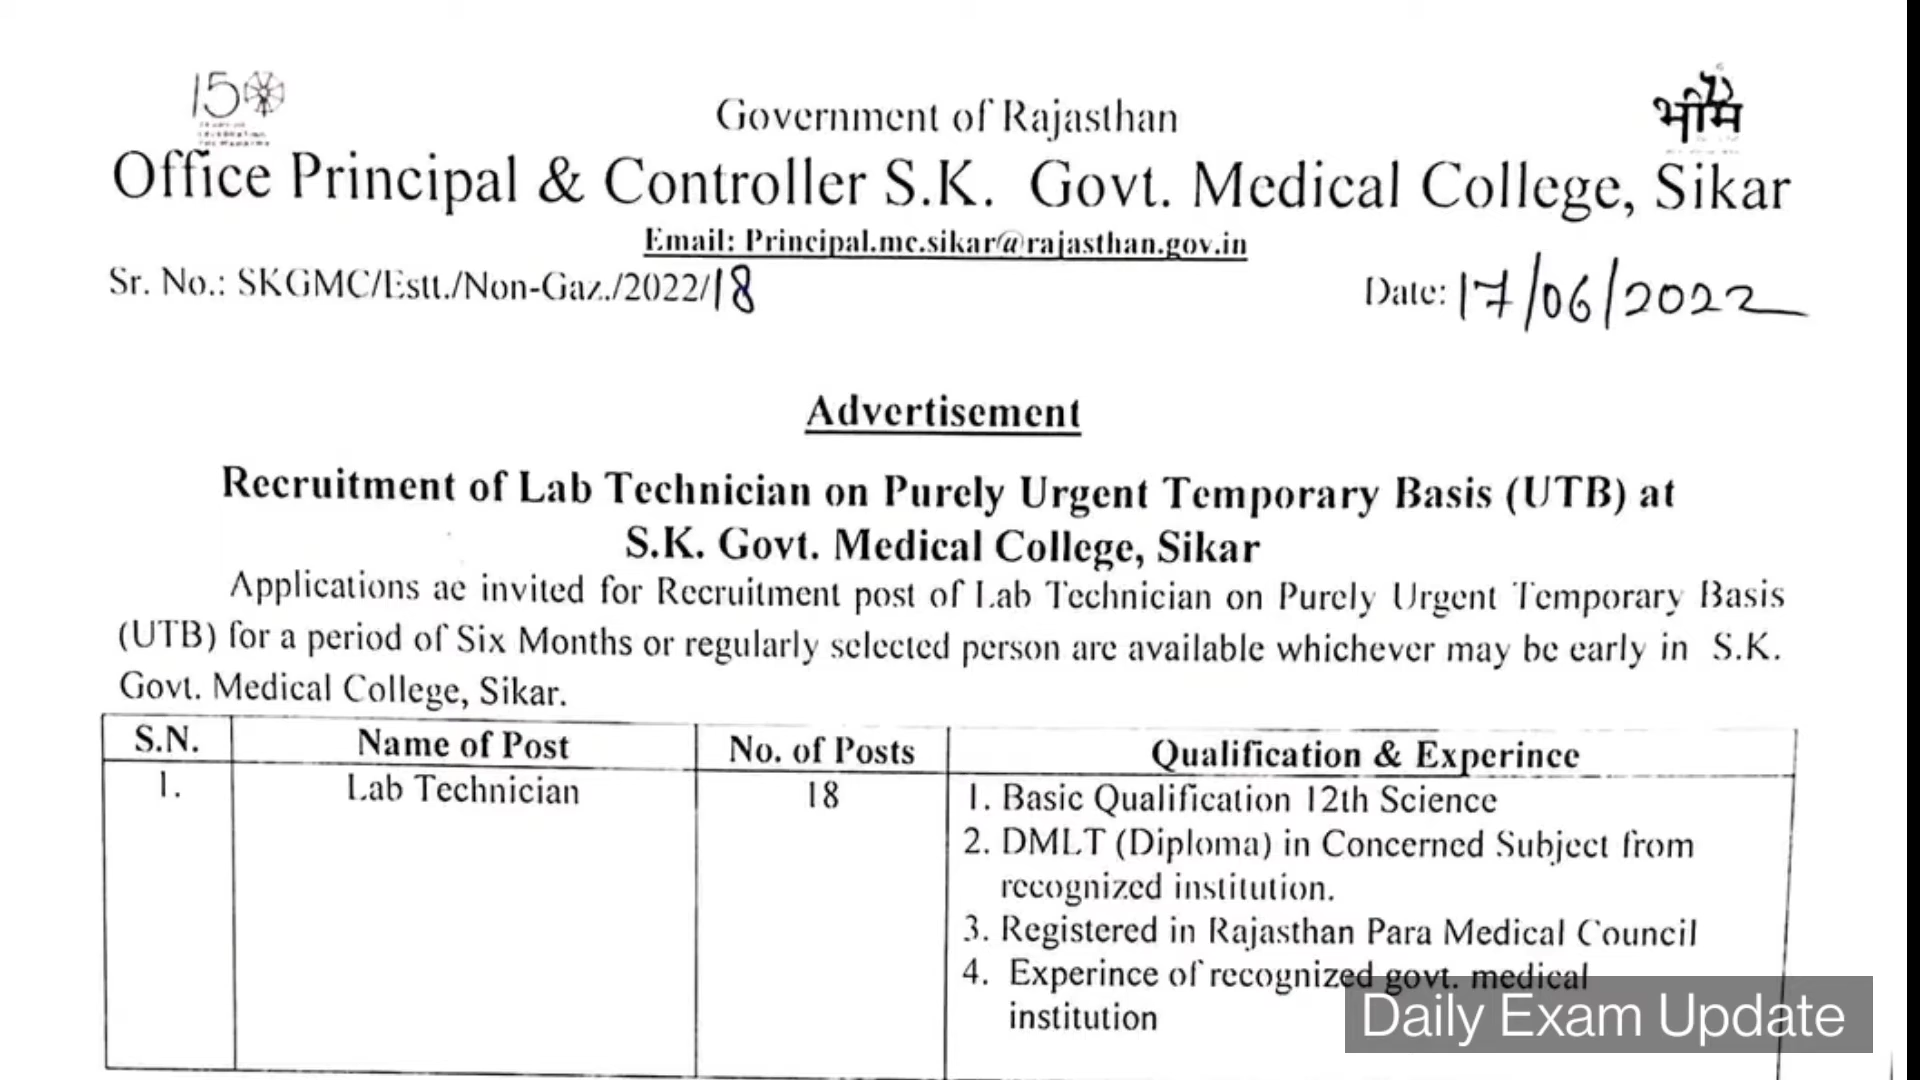 150
Government of Rajasthan
Office Principal & Controller S.K. Govt. Medical College, Sikar
Email: Principal.mc.sikar@rajasthan.gov.in
Sr. No.: SKGMC/Estt./Non-Gaz./2022/18
Date: 17/06/2022
Advertisement
Recruitment of Lab Technician on Purely Urgent Temporary Basis (UTB) at
S.K. Govt. Medical College, Sikar
Applications ae invited for Recruitment post of Lab Technician on Purely Urgent Temporary Basis
(UTB) for a period of Six Months or regularly selected person are available whichever may be early in S.K.
Govt. Medical College, Sikar.
S.N. Name of Post No. of Posts Qualification & Experince
1. Lab Technician 18 1. Basic Qualification 12th Science
2. DMLT (Diploma) in Concerned Subject from
recognized institution.
3. Registered in Rajasthan Para Medical Council
4. Experince of recognized govt. medical
institution
Daily Exam Update